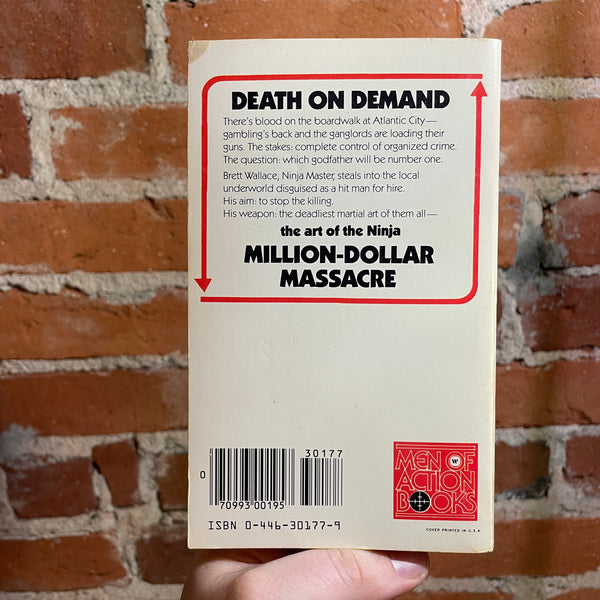 DEATH ON DEMAND
There's blood on the boardwalk at Atlantic City—
gambling's back and the ganglords are loading their
guns. The stakes: complete control of organized crime.
The question: which godfather will be number one.
Brett Wallace, Ninja Master, steals into the local
underworld disguised as a hit man for hire.
His aim: to stop the killing.
His weapon: the deadliest martial art of them all—
the art of the Ninja
MILLION-DOLLAR
MASSACRE
30177
0
70993 00195
ISBN 0-446-30177-9
MEN OF
ACTION
BOOKS
W
COVER PRINTED IN U.S.A.